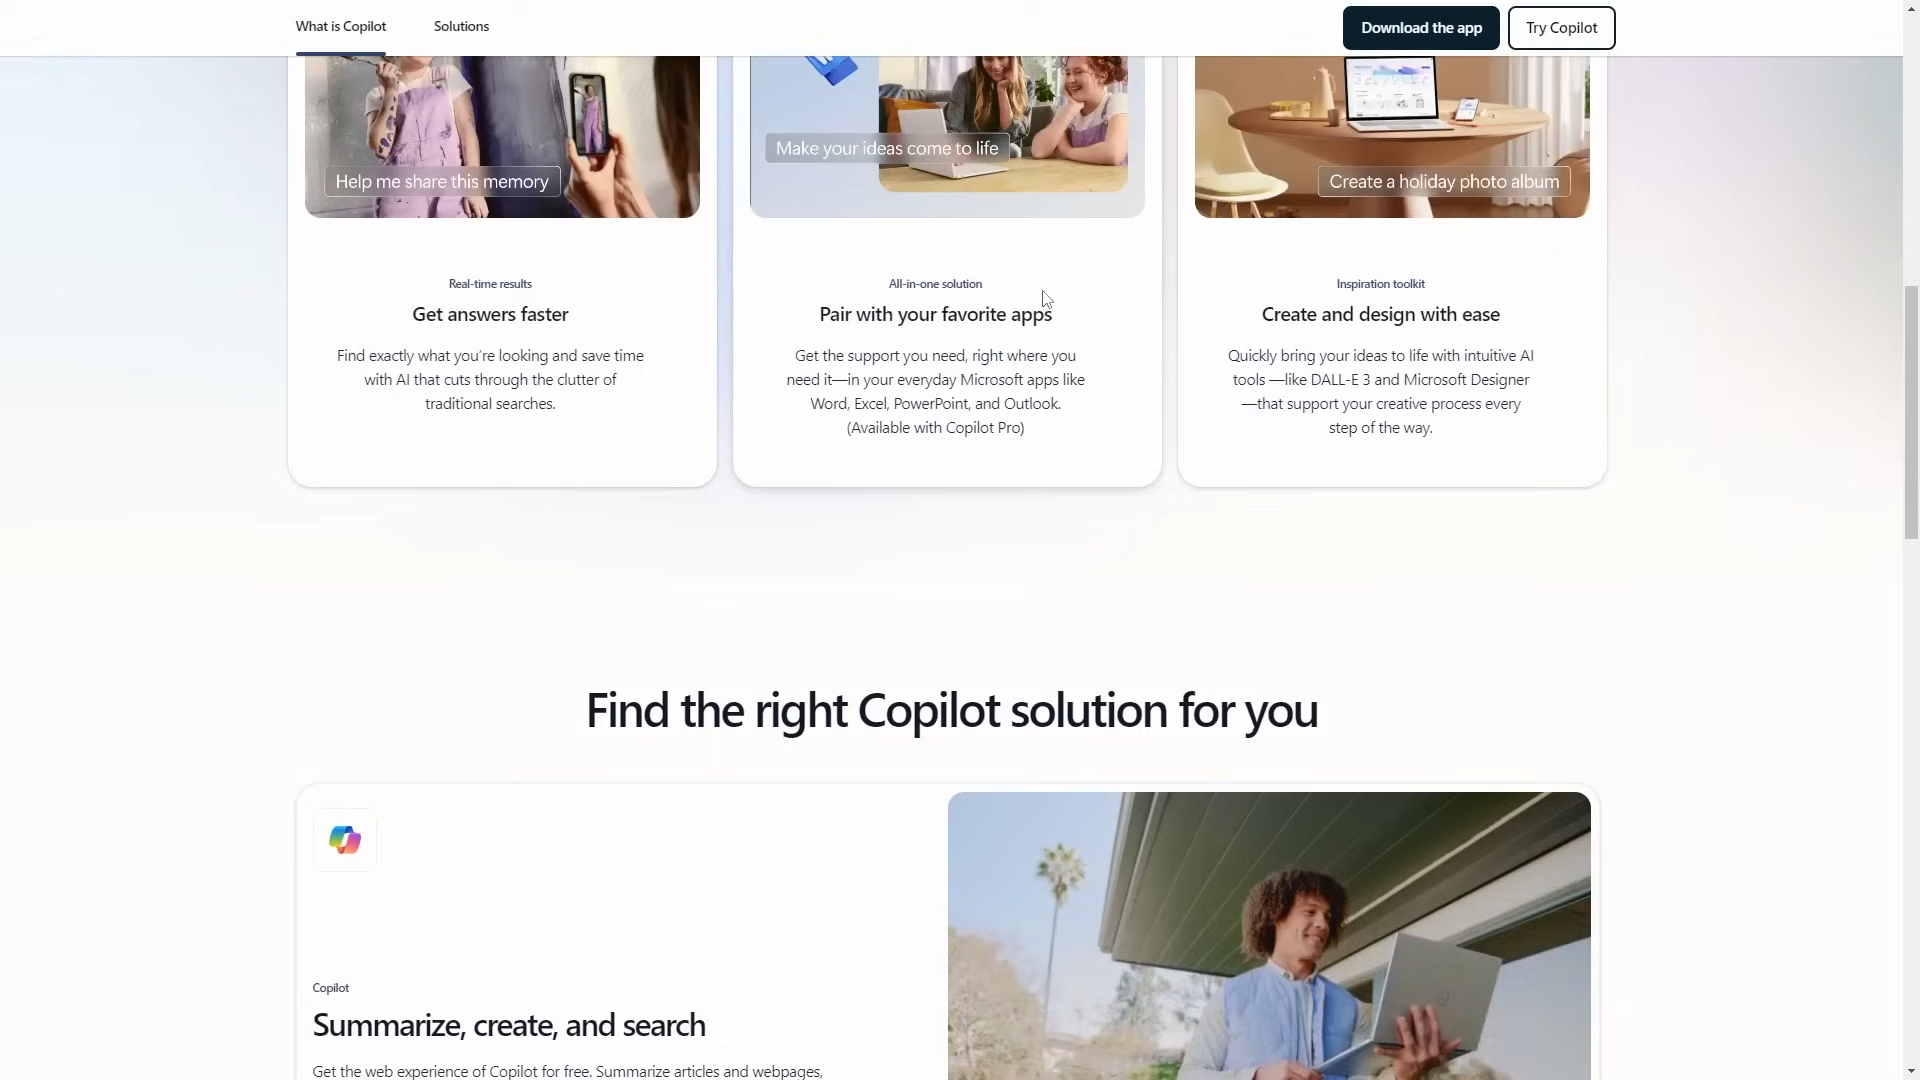 What is Copilot
Solutions
Download the app
Try Copilot
Help me share this memory
Make your ideas come to life
Create a holiday photo album
Real-time results
Get answers faster
Find exactly what you’re looking and save time
with AI that cuts through the clutter of
traditional searches.
All-in-one solution
Pair with your favorite apps
Get the support you need, right where you
need it—in your everyday Microsoft apps like
Word, Excel, PowerPoint, and Outlook.
(Available with Copilot Pro)
Inspiration toolkit
Create and design with ease
Quickly bring your ideas to life with intuitive AI
tools —like DALL-E 3 and Microsoft Designer
—that support your creative process every
step of the way.
Find the right Copilot solution for you
Copilot
Summarize, create, and search
Get the web experience of Copilot for free. Summarize articles and webpages,